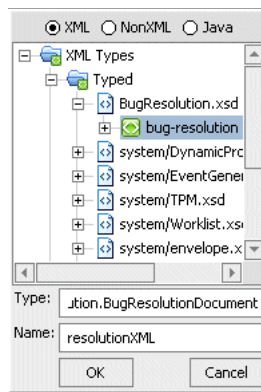 XML NonXML Java
XML Types
Typed
BugResolution.xsd
bug-resolution
system/DynamicPrc
system/EventGener
system/TPM.xsd
system/Worklist.xs
system/envelope.x
Type: ution.BugResolutionDocument
Name: resolutionXML
OK Cancel